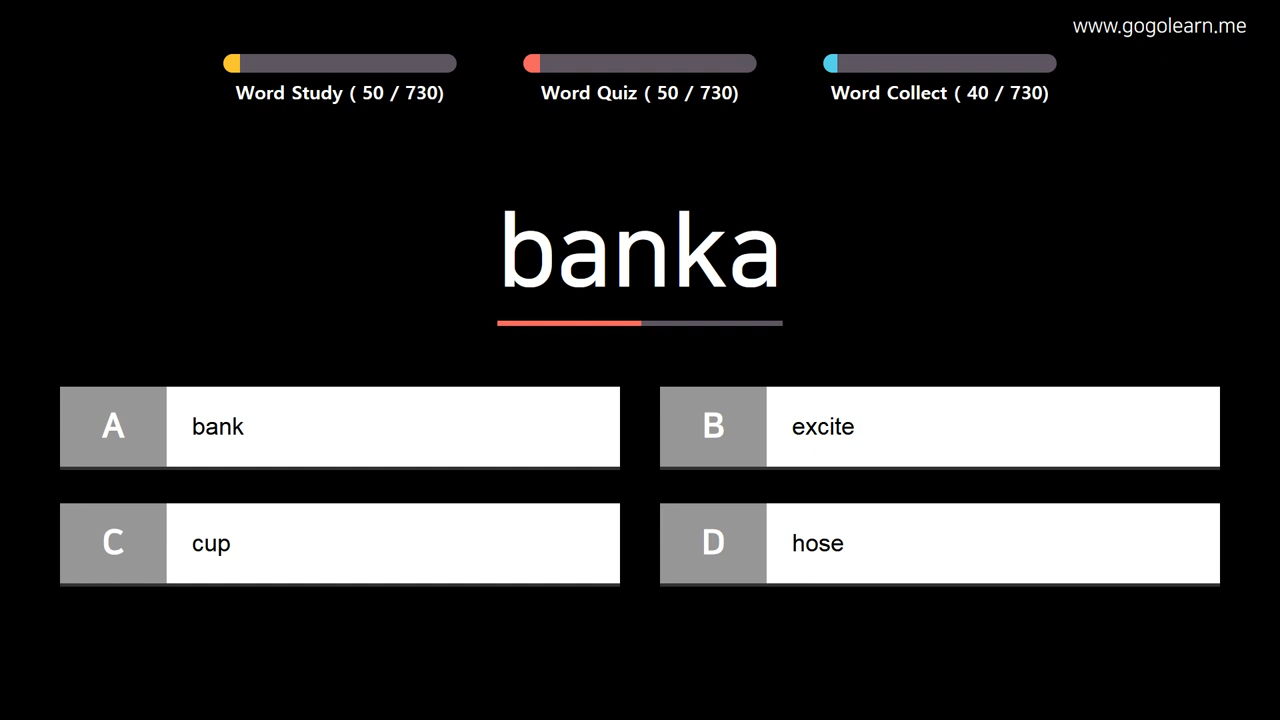 www.gogolearn.me
Word Study ( 50 / 730)
Word Quiz ( 50 / 730)
Word Collect ( 40 / 730)
banka
A bank
B excite
C cup
D hose